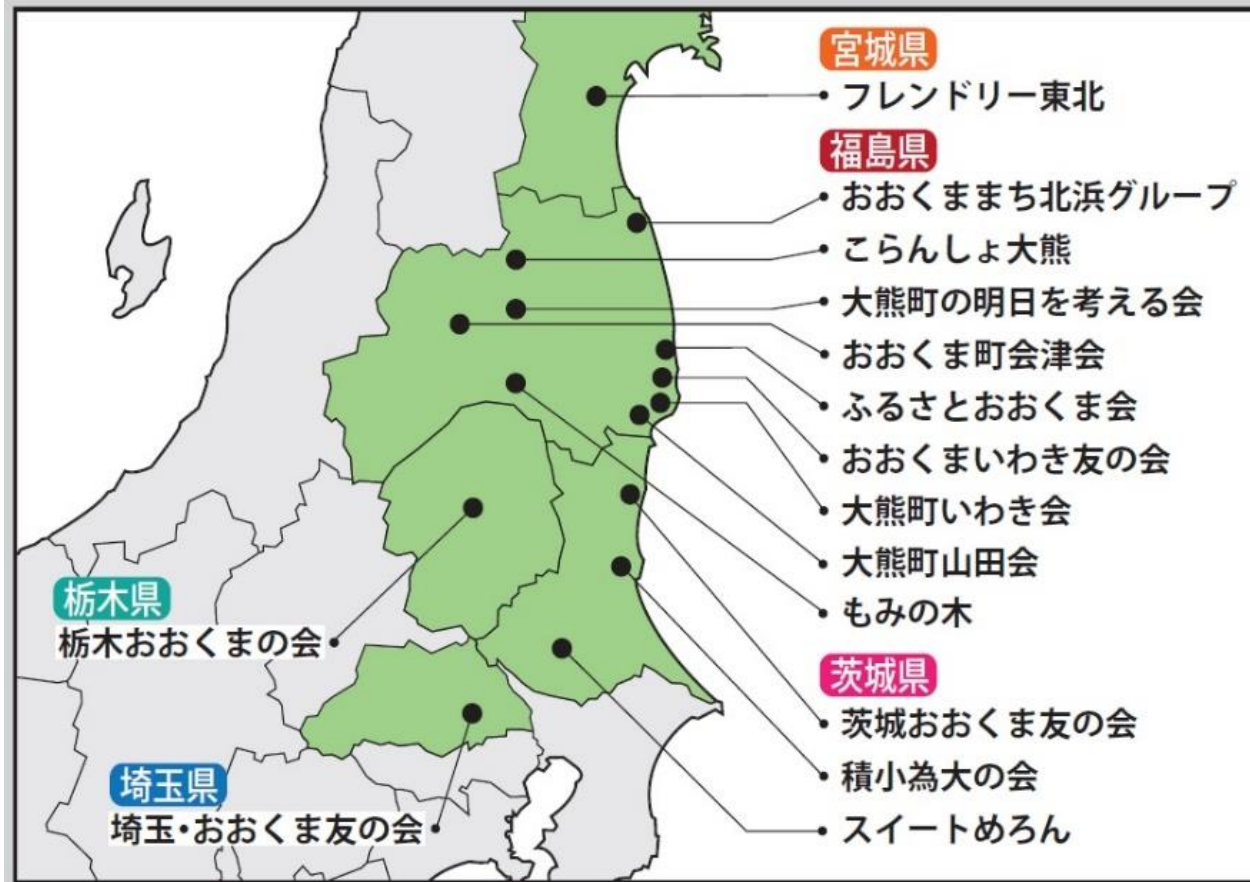 宮城県
フレンドリー東北
福島県
おおくままち北浜グループ
こらんしょ大熊
大熊町の明日を考える会
おおくま町会津会
ふるさとおおくま会
おおくまいわき友の会
大熊町いわき会
大熊町山田会
もみの木
茨城県
茨城おおくま友の会
積小為大の会
スイートめろん
栃木県
栃木おおくまの会
埼玉県
埼玉・おおくま友の会